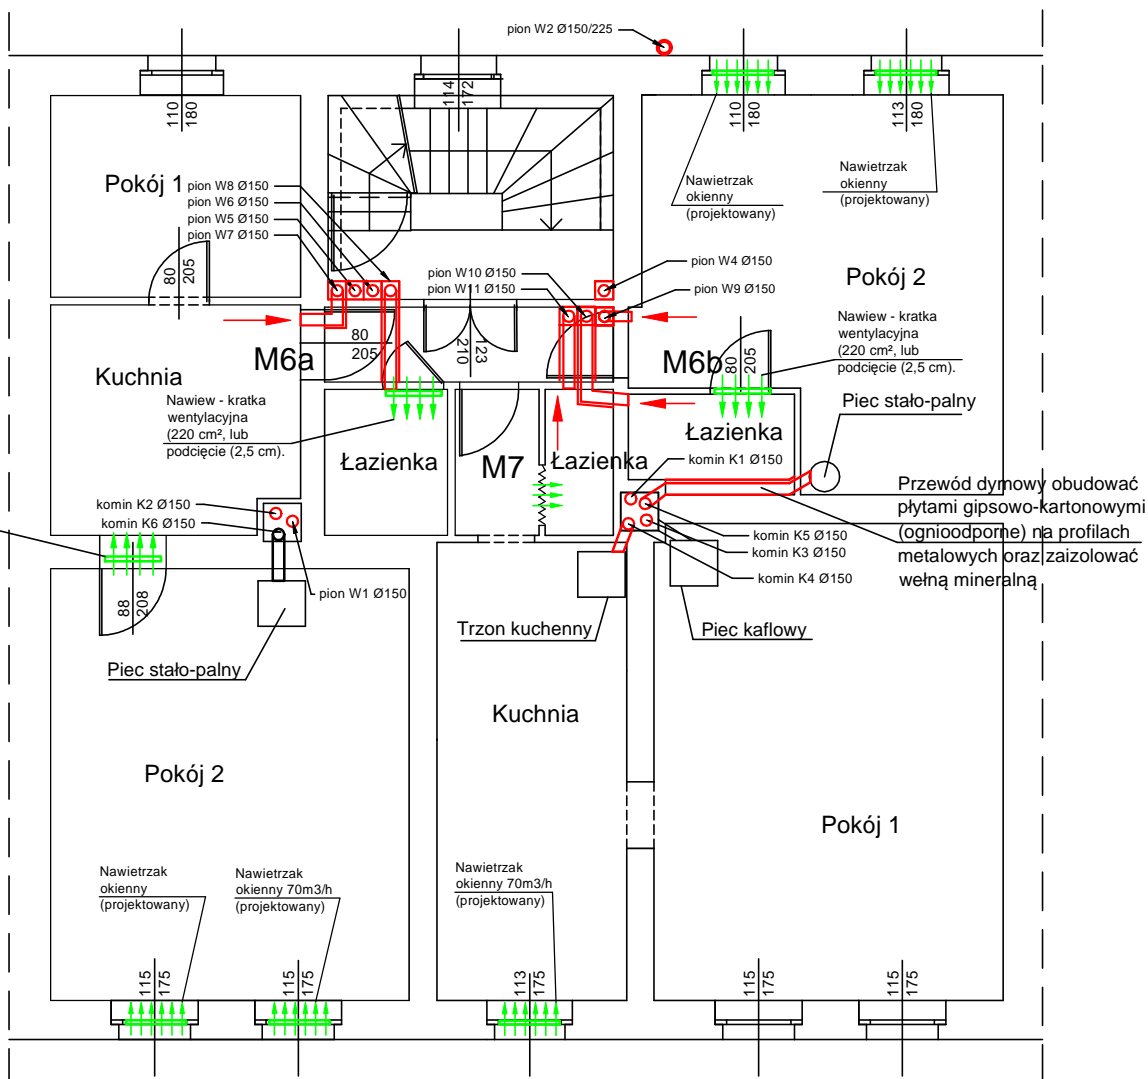 pion W2 Ø150/225
110
180
114
172
110
180
113
180
Pokój 1
pion W8 Ø150
pion W6 Ø150
pion W5 Ø150
pion W7 Ø150
Nawietrzak
okienny
(projektowany)
Nawietrzak
okienny
(projektowany)
80
205
pion W10 Ø150
pion W11 Ø150
pion W4 Ø150
pion W9 Ø150
Pokój 2
M6a
80
205
123
210
M6b
80
205
Nawiew - kratka
wentylacyjna
(220 cm², lub
podcięcie (2,5 cm).
Kuchnia
Nawiew - kratka
wentylacyjna
(220 cm², lub
podcięcie (2,5 cm).
Piec stało-palny
Łazienka
M7
Łazienka
Łazienka
komin K1 Ø150
Przewód dymowy obudować
płytami gipsowo-kartonowymi
(ognioodporne) na profilach
metalowych oraz zaizolować
wełną mineralną
komin K2 Ø150
komin K6 Ø150
komin K5 Ø150
komin K3 Ø150
komin K4 Ø150
88
208
pion W1 Ø150
Trzon kuchenny
Piec kaflowy
Piec stało-palny
Kuchnia
Pokój 2
Pokój 1
Nawietrzak
okienny
(projektowany)
Nawietrzak
okienny 70m3/h
(projektowany)
Nawietrzak
okienny 70m3/h
(projektowany)
115
175
115
175
113
175
115
175
115
175